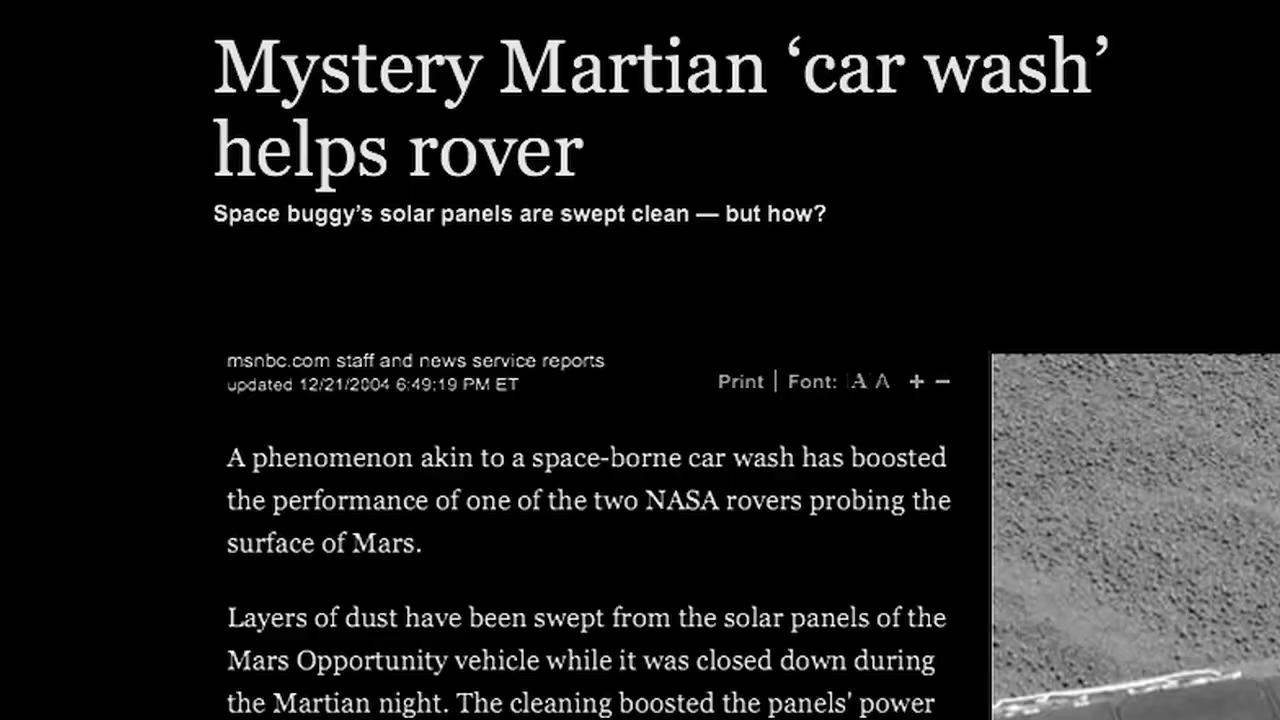 Mystery Martian ‘car wash’
helps rover
Space buggy’s solar panels are swept clean — but how?
msnbc.com staff and news service reports
updated 12/21/2004 6:49:19 PM ET
Print | Font: A A + −
A phenomenon akin to a space-borne car wash has boosted
the performance of one of the two NASA rovers probing the
surface of Mars.
Layers of dust have been swept from the solar panels of the
Mars Opportunity vehicle while it was closed down during
the Martian night. The cleaning boosted the panels' power